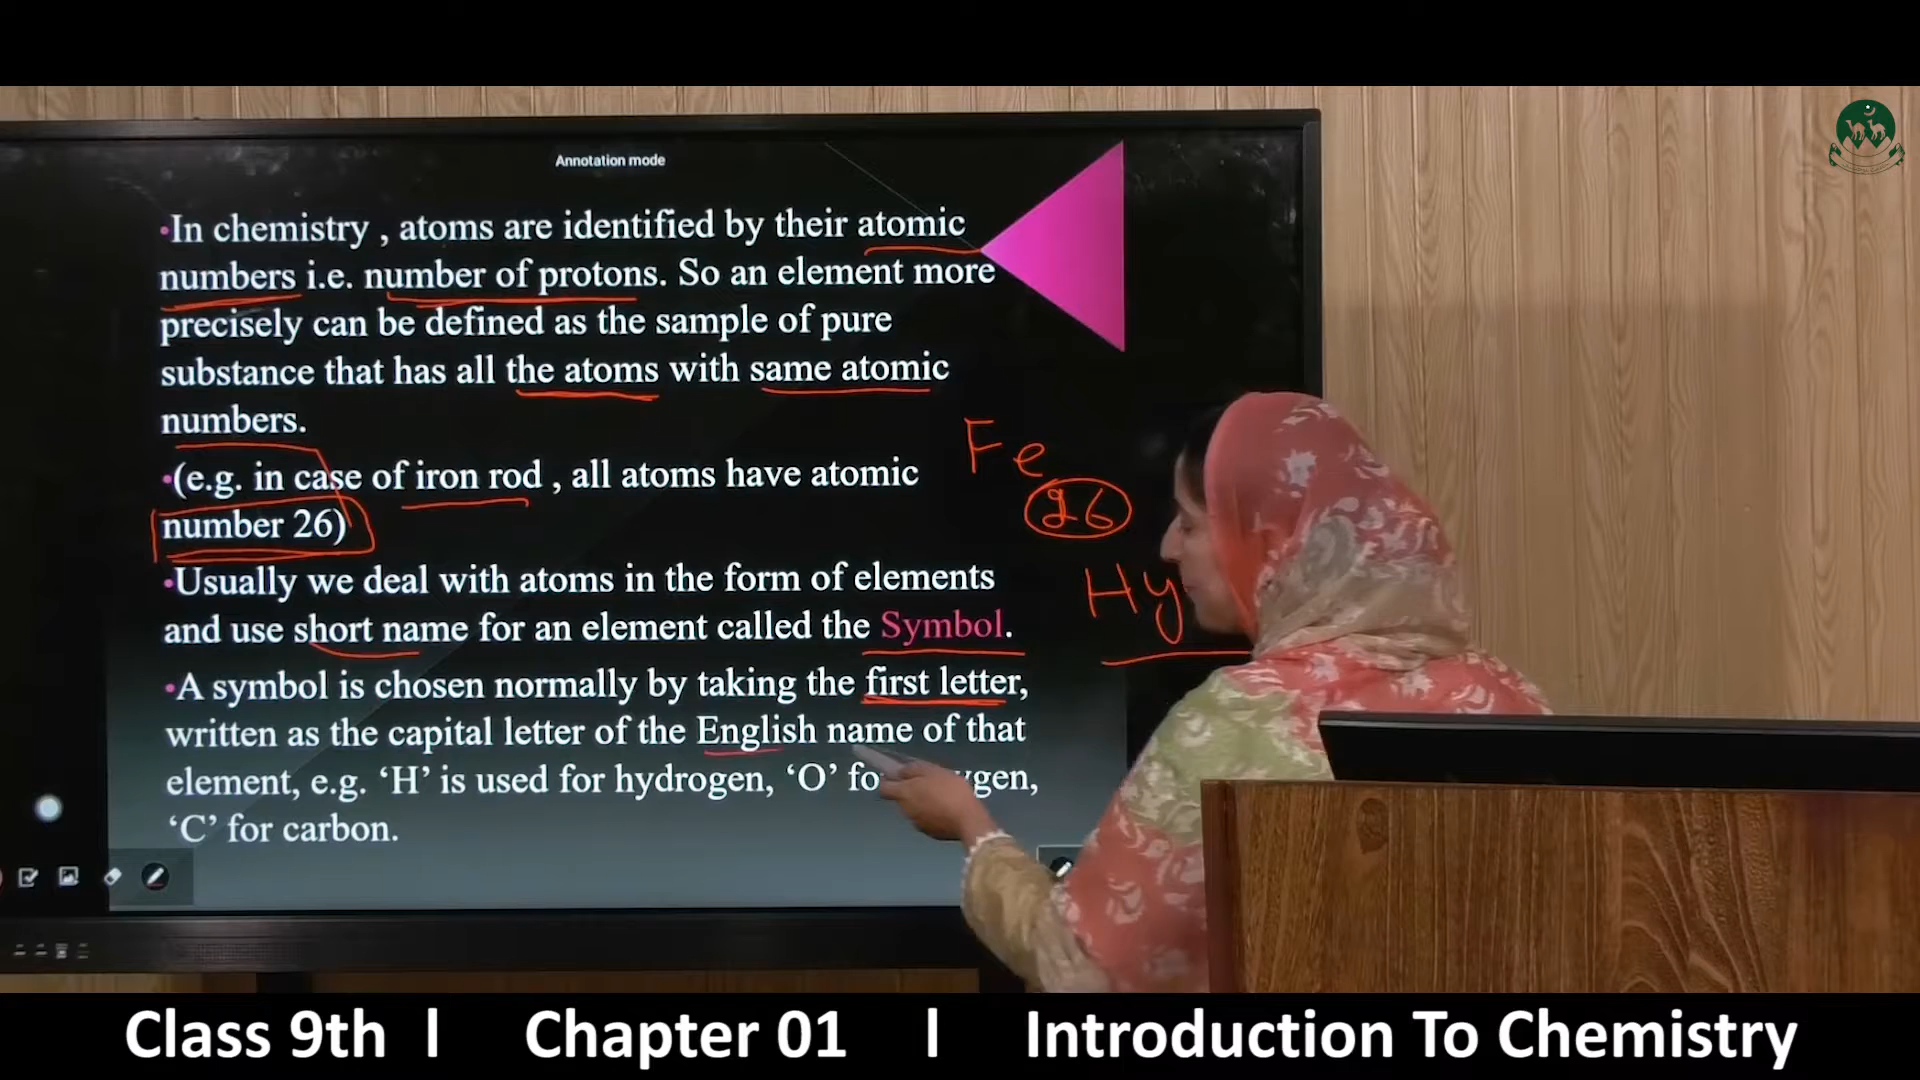 Annotation mode
•In chemistry , atoms are identified by their atomic
numbers i.e. number of protons. So an element more
precisely can be defined as the sample of pure
substance that has all the atoms with same atomic
numbers.
•(e.g. in case of iron rod , all atoms have atomic
number 26)
Fe
26
•Usually we deal with atoms in the form of elements
and use short name for an element called the Symbol.
Hy
•A symbol is chosen normally by taking the first letter,
written as the capital letter of the English name of that
element, e.g. ‘H’ is used for hydrogen, ‘O’ fo ygen,
‘C’ for carbon.
Class 9th l Chapter 01 l Introduction To Chemistry